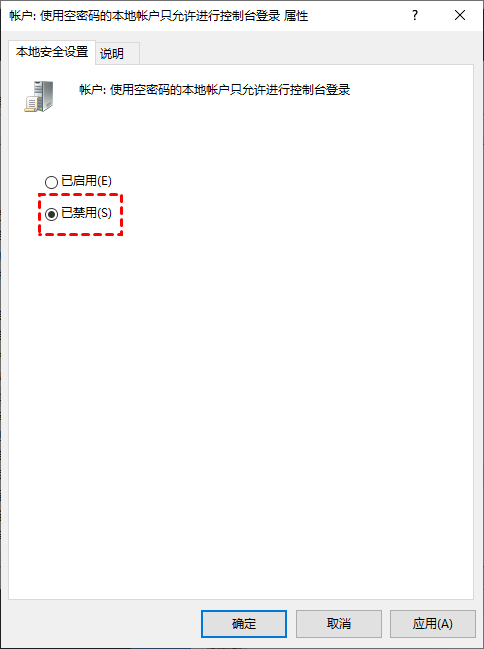 帐户: 使用空密码的本地帐户只允许进行控制台登录 属性
?
本地安全设置 说明
帐户: 使用空密码的本地帐户只允许进行控制台登录
已启用(E)
已禁用(S)
确定 取消 应用(A)